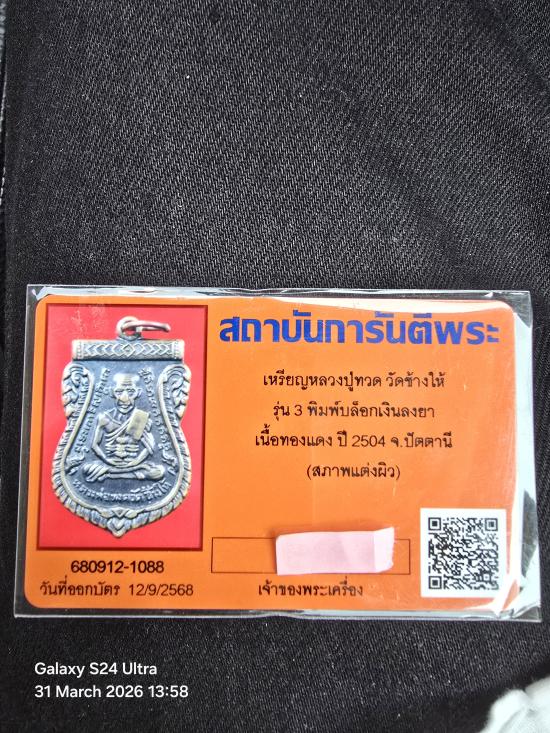 สถาบันการันตีพระ
เหรียญหลวงปู่ทวด วัดช้างให้
รุ่น 3 พิมพ์บล็อกเงินลงยา
เนื้อทองแดง ปี 2504 จ.ปัตตานี
(สภาพแต่งผิว)
680912-1088
วันที่ออกบัตร 12/9/2568
เจ้าของพระเครื่อง
Galaxy S24 Ultra
31 March 2026 13:58